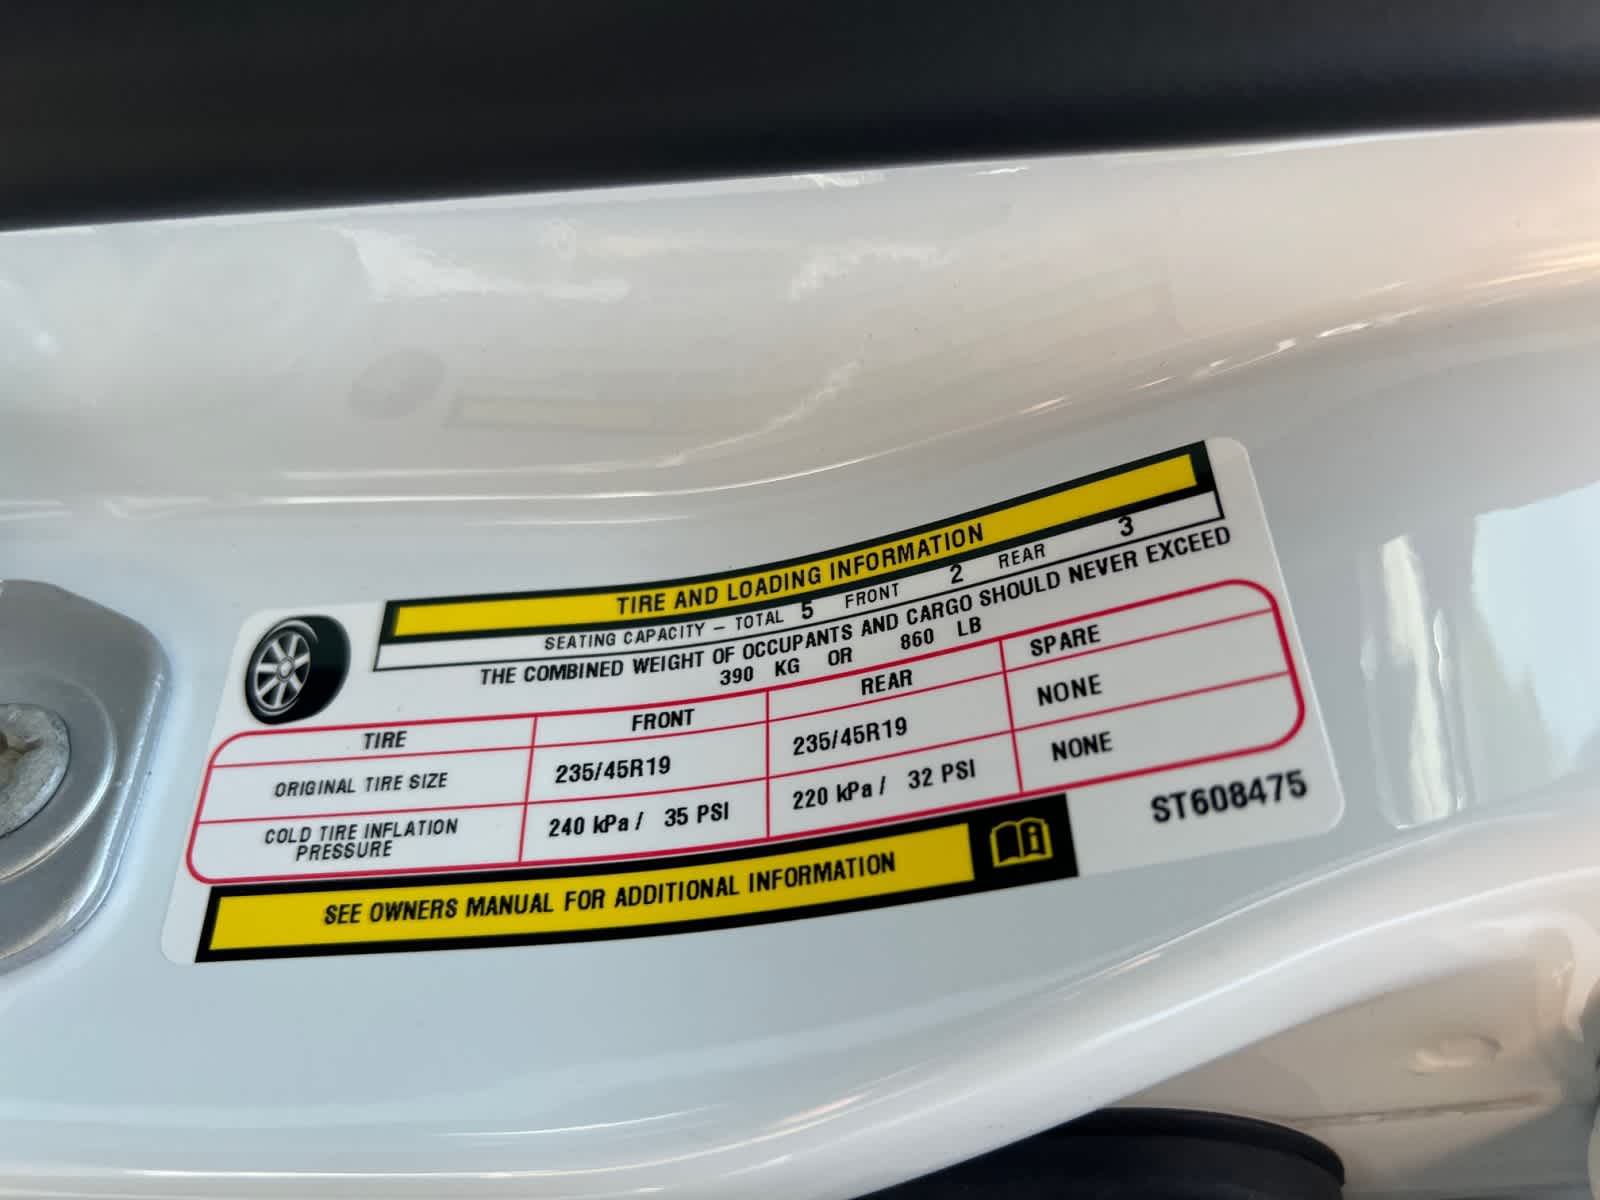 TIRE AND LOADING INFORMATION
SEATING CAPACITY – TOTAL 5 FRONT 2 REAR 3
THE COMBINED WEIGHT OF OCCUPANTS AND CARGO SHOULD NEVER EXCEED
390 KG OR 860 LB
TIRE FRONT REAR SPARE
ORIGINAL TIRE SIZE 235/45R19 235/45R19 NONE
COLD TIRE INFLATION
PRESSURE 240 kPa / 35 PSI 220 kPa / 32 PSI NONE
SEE OWNERS MANUAL FOR ADDITIONAL INFORMATION
ST608475